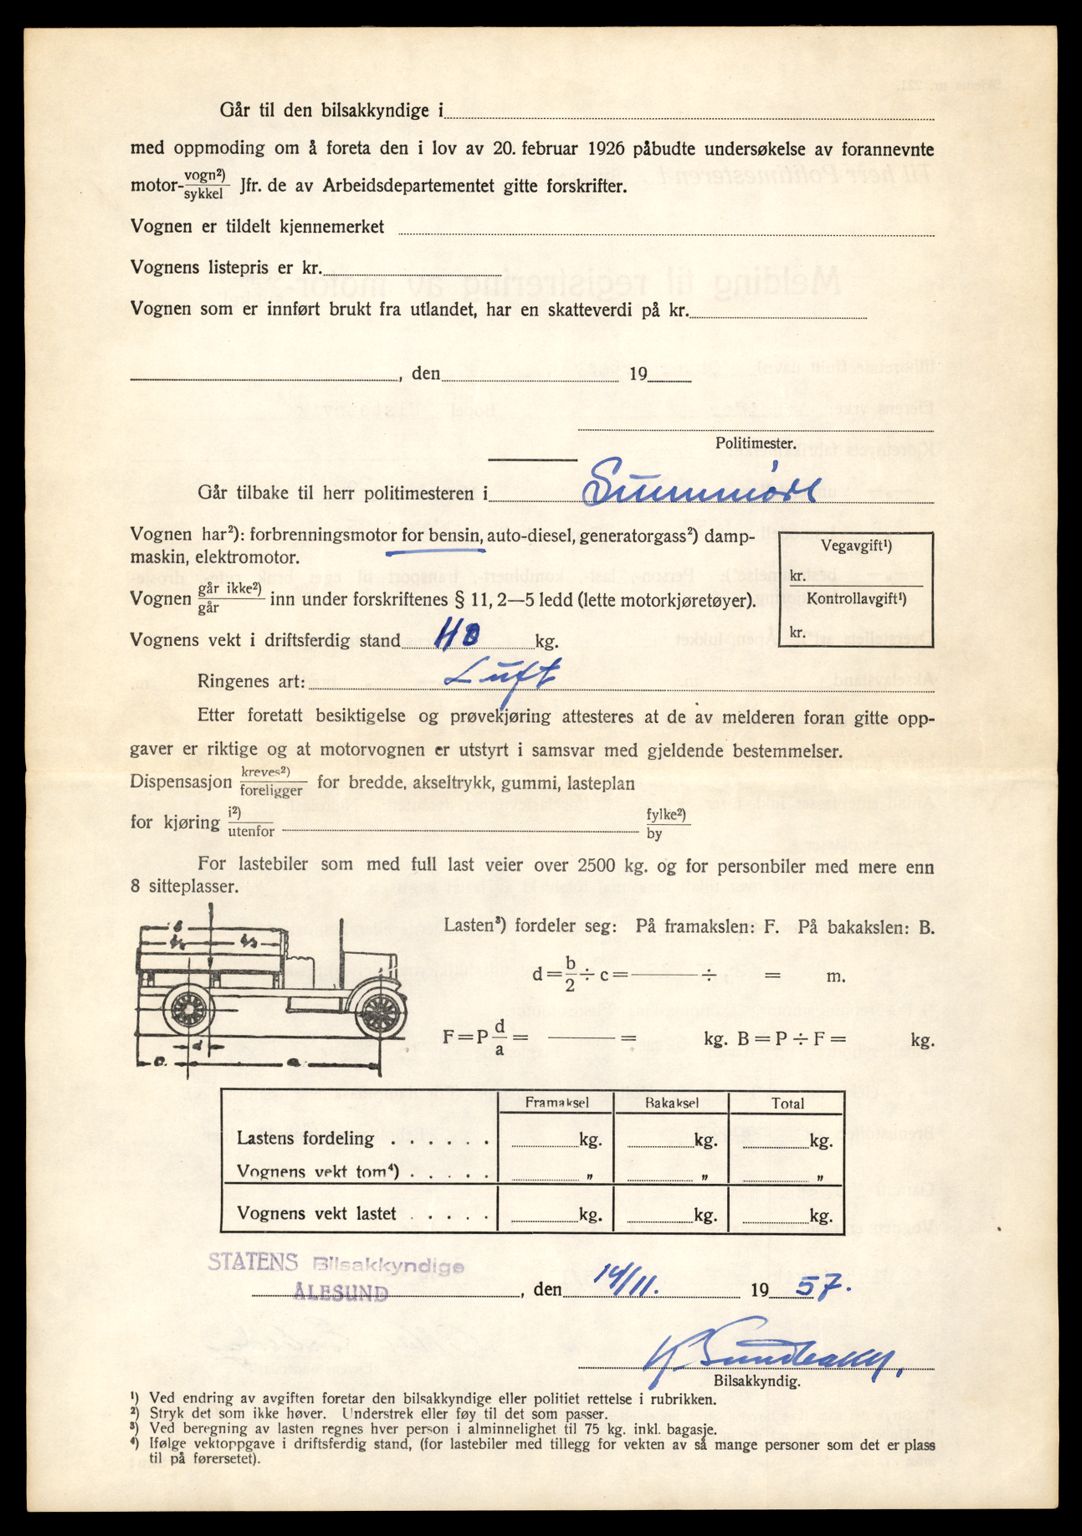 Går til den bilsakkyndige i
med oppmoding om å foreta den i lov av 20. februar 1926 påbudte undersøkelse av forannevnte
motor- vogn²) / sykkel Jfr. de av Arbeidsdepartementet gitte forskrifter.
Vognen er tildelt kjennemerket
Vognens listepris er kr.
Vognen som er innført brukt fra utlandet, har en skatteverdi på kr.
, den 19
Politimester.
Går tilbake til herr politimesteren i Sunnmøre
Vognen har²): forbrenningsmotor for bensin, auto-diesel, generatorgass²) damp-
maskin, elektromotor.
Vegavgift¹)
kr.
Kontrollavgift¹)
kr.
Vognen går ikke²) / går inn under forskriftenes § 11, 2—5 ledd (lette motorkjøretøyer).
Vognens vekt i driftsferdig stand kg.
Ringenes art: Luft
Etter foretatt besiktigelse og prøvekjøring attesteres at de av melderen foran gitte opp-
gaver er riktige og at motorvognen er utstyrt i samsvar med gjeldende bestemmelser.
Dispensasjon kreves²) / foreligger for bredde, akseltrykk, gummi, lasteplan
for kjøring i²) / utenfor fylke²) / by
For lastebiler som med full last veier over 2500 kg. og for personbiler med mere enn
8 sitteplasser.
Lasten³) fordeler seg: På framakslen: F. På bakakslen: B.
b
b/2 b/2
d = b/2 ÷ c = ÷ = m.
F = P d/a = = kg. B = P ÷ F = kg.
d
c. a
Framaksel Bakaksel Total
Lastens fordeling . . . . . . kg. kg. kg.
Vognens vekt tom⁴) . . . . . „ „ „
Vognens vekt lastet . . . . . kg. kg. kg.
STATENS Bilsakkyndige
ÅLESUND , den 14/11. 19 57.
Bilsakkyndig.
¹) Ved endring av avgiften foretar den bilsakkyndige eller politiet rettelse i rubrikken.
²) Stryk det som ikke høver. Understrek eller føy til det som passer.
³) Ved beregning av lasten regnes hver person i alminnelighet til 75 kg. inkl. bagasje.
⁴) Ifølge vektoppgave i driftsferdig stand, (for lastebiler med tillegg for vekten av så mange personer som det er plass
til på førersetet).